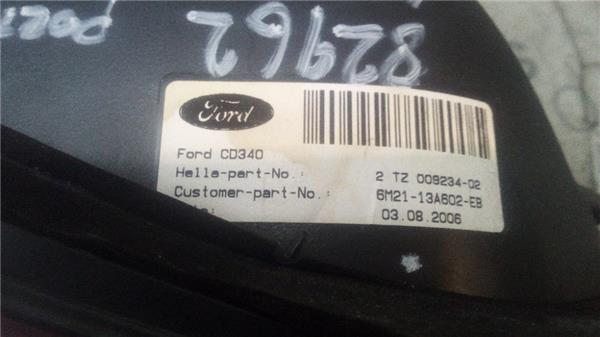 82962
Ford
Ford CD340
Hella-part-No.: 2 TZ 009234-02
Customer-part-No.: 6M21-13A602-EB
03.08.2006